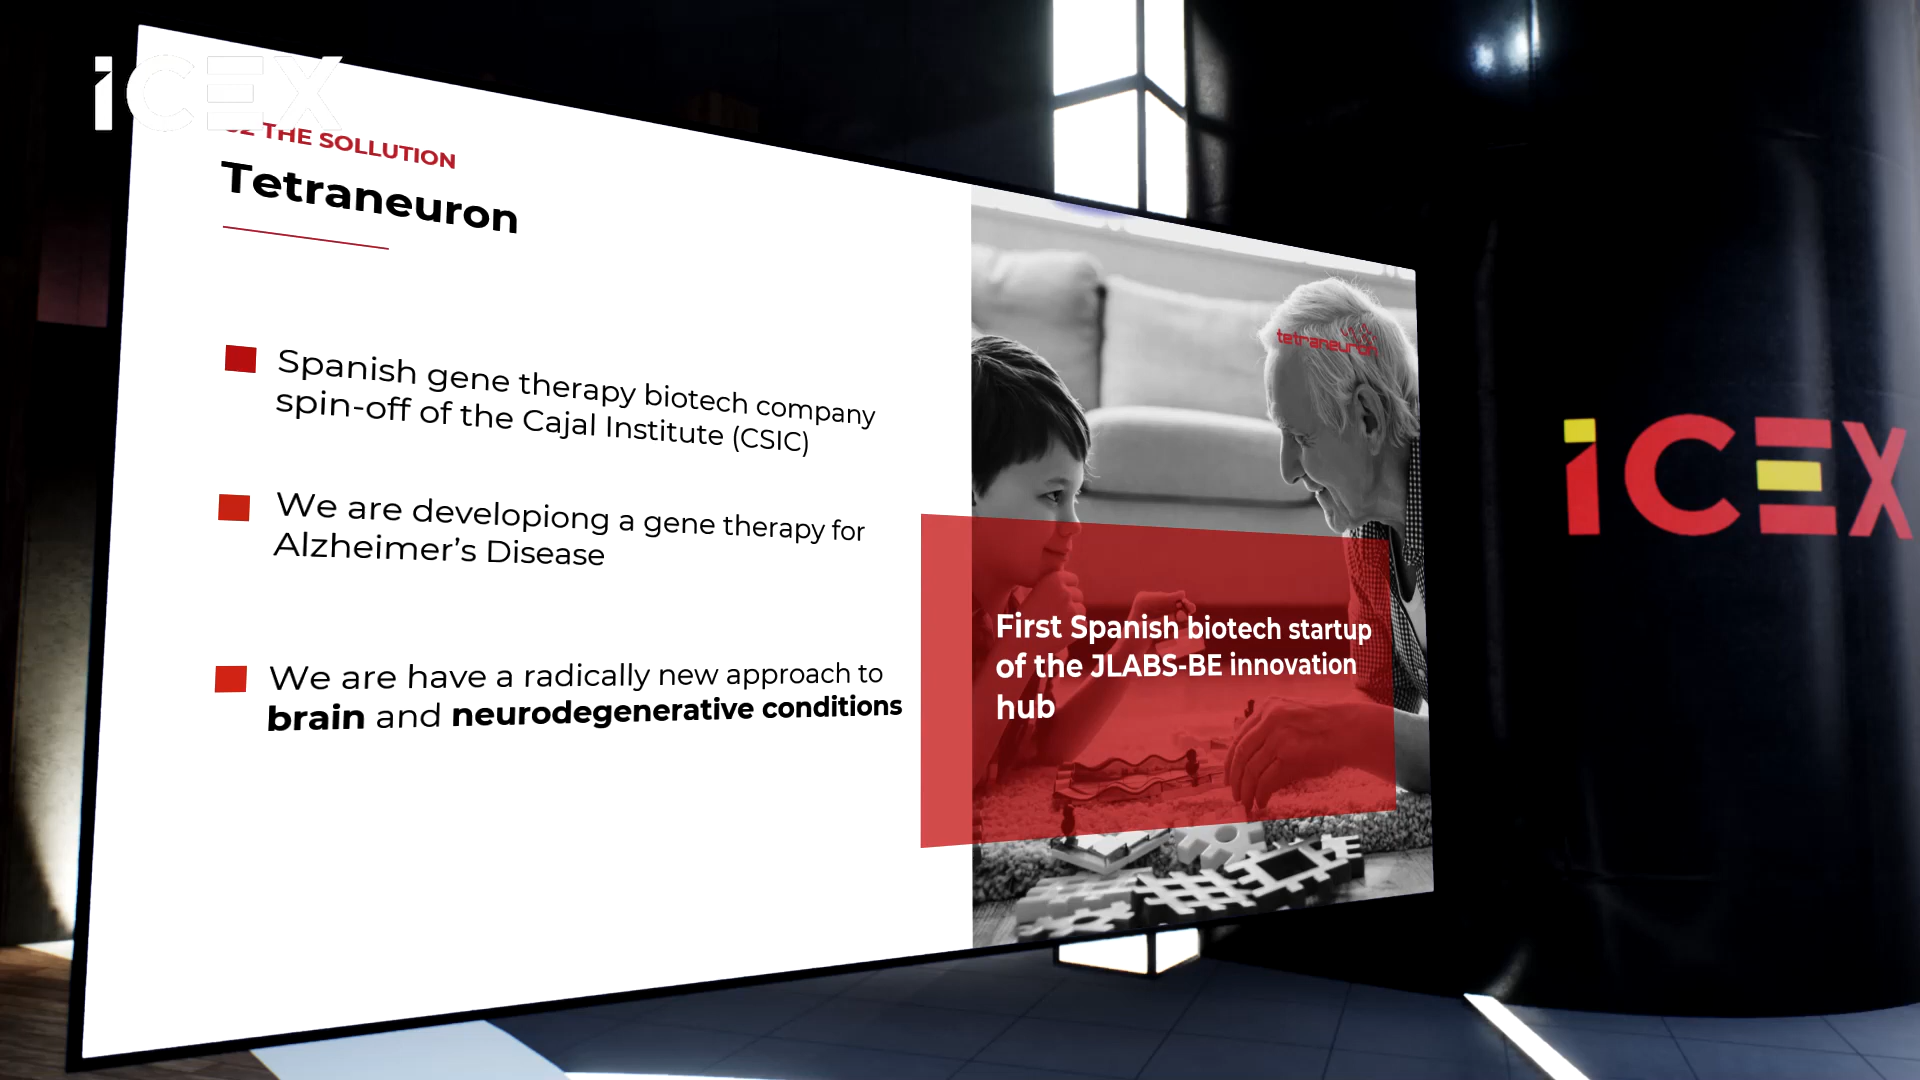 iCEX
THE SOLLUTION
Tetraneuron
Spanish gene therapy biotech company
spin-off of the Cajal Institute (CSIC)
We are developiong a gene therapy for
Alzheimer's Disease
We are have a radically new approach to
brain and neurodegenerative conditions
tetraneuron
First Spanish biotech startup
of the JLABS-BE innovation
hub
iCEX